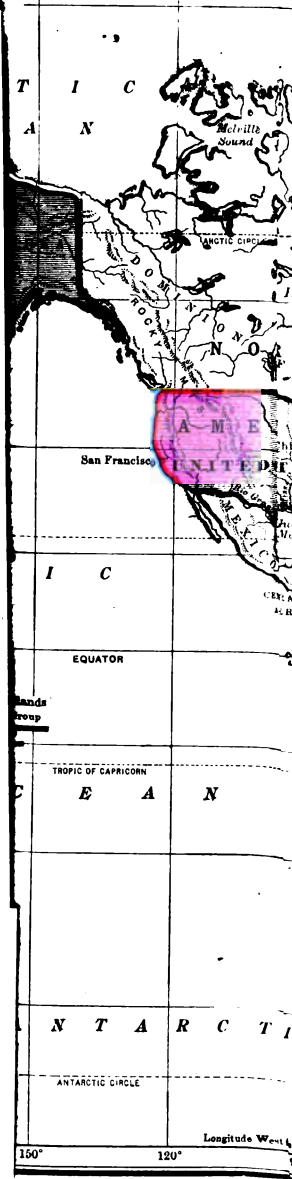 T I C
A N
Melville
Sound
ARCTIC CIRCLE
DOMINION
ROCKY M
N O
A M E
San Francisco
UNITED
MEXICO
I C
EQUATOR
TROPIC OF CAPRICORN
E A N
A N T A R C T I
ANTARCTIC CIRCLE
Longitude West
150° 120°